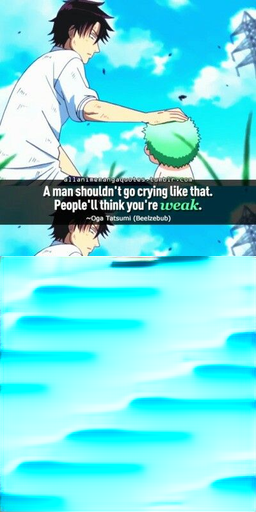 allanimemangaquotes.tumblr.com
A man shouldn't go crying like that.
People'll think you're weak.
~Oga Tatsumi (Beelzebub)